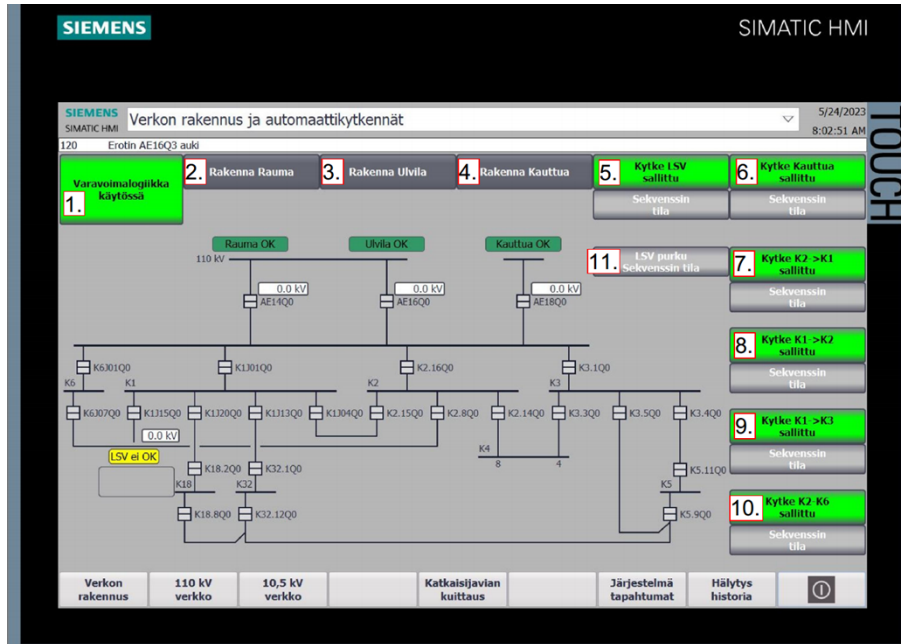 SIEMENS
SIMATIC HMI
TOUCH
SIEMENS
SIMATIC HMI
Verkon rakennus ja automaattikytkennät
5/24/2023
8:02:51 AM
120 Erotin AE16Q3 auki
1. Varavoimalogiikka
käytössä
2. Rakenna Rauma
3. Rakenna Ulvila
4. Rakenna Kauttua
5. Kytke LSV
sallittu
Sekvenssin
tila
6. Kytke Kauttua
sallittu
Sekvenssin
tila
Rauma OK
Ulvila OK
Kauttua OK
110 kV
11. LSV purku
Sekvenssin tila
7. Kytke K2->K1
sallittu
Sekvenssin
tila
0.0 kV
0.0 kV
0.0 kV
AE14Q0
AE16Q0
AE18Q0
8. Kytke K1->K2
sallittu
Sekvenssin
tila
K6J01Q0
K1J01Q0
K2.16Q0
K3.1Q0
K6
K1
K2
K3
K6J07Q0
K1J15Q0
K1J20Q0
K1J13Q0
K1J04Q0
K2.15Q0
K2.8Q0
K2.14Q0
K3.3Q0
K3.5Q0
K3.4Q0
9. Kytke K1->K3
sallittu
Sekvenssin
tila
0.0 kV
LSV ei OK
K4
8
4
K18.2Q0
K32.1Q0
K5.11Q0
K18
K32
K5
10. Kytke K2-K6
sallittu
Sekvenssin
tila
K18.8Q0
K32.12Q0
K5.9Q0
Verkon
rakennus
110 kV
verkko
10,5 kV
verkko
Katkaisijavian
kuittaus
Järjestelmä
tapahtumat
Hälytys
historia